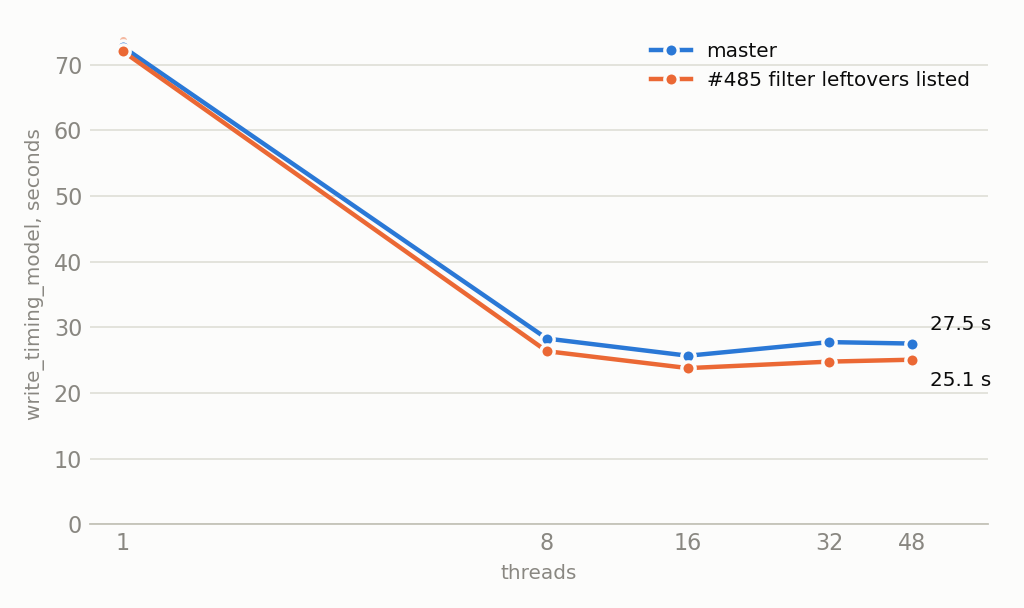 master
#485 filter leftovers listed
write_timing_model, seconds
70
60
50
40
30
20
10
0
27.5 s
25.1 s
1
8
16
32
48
threads